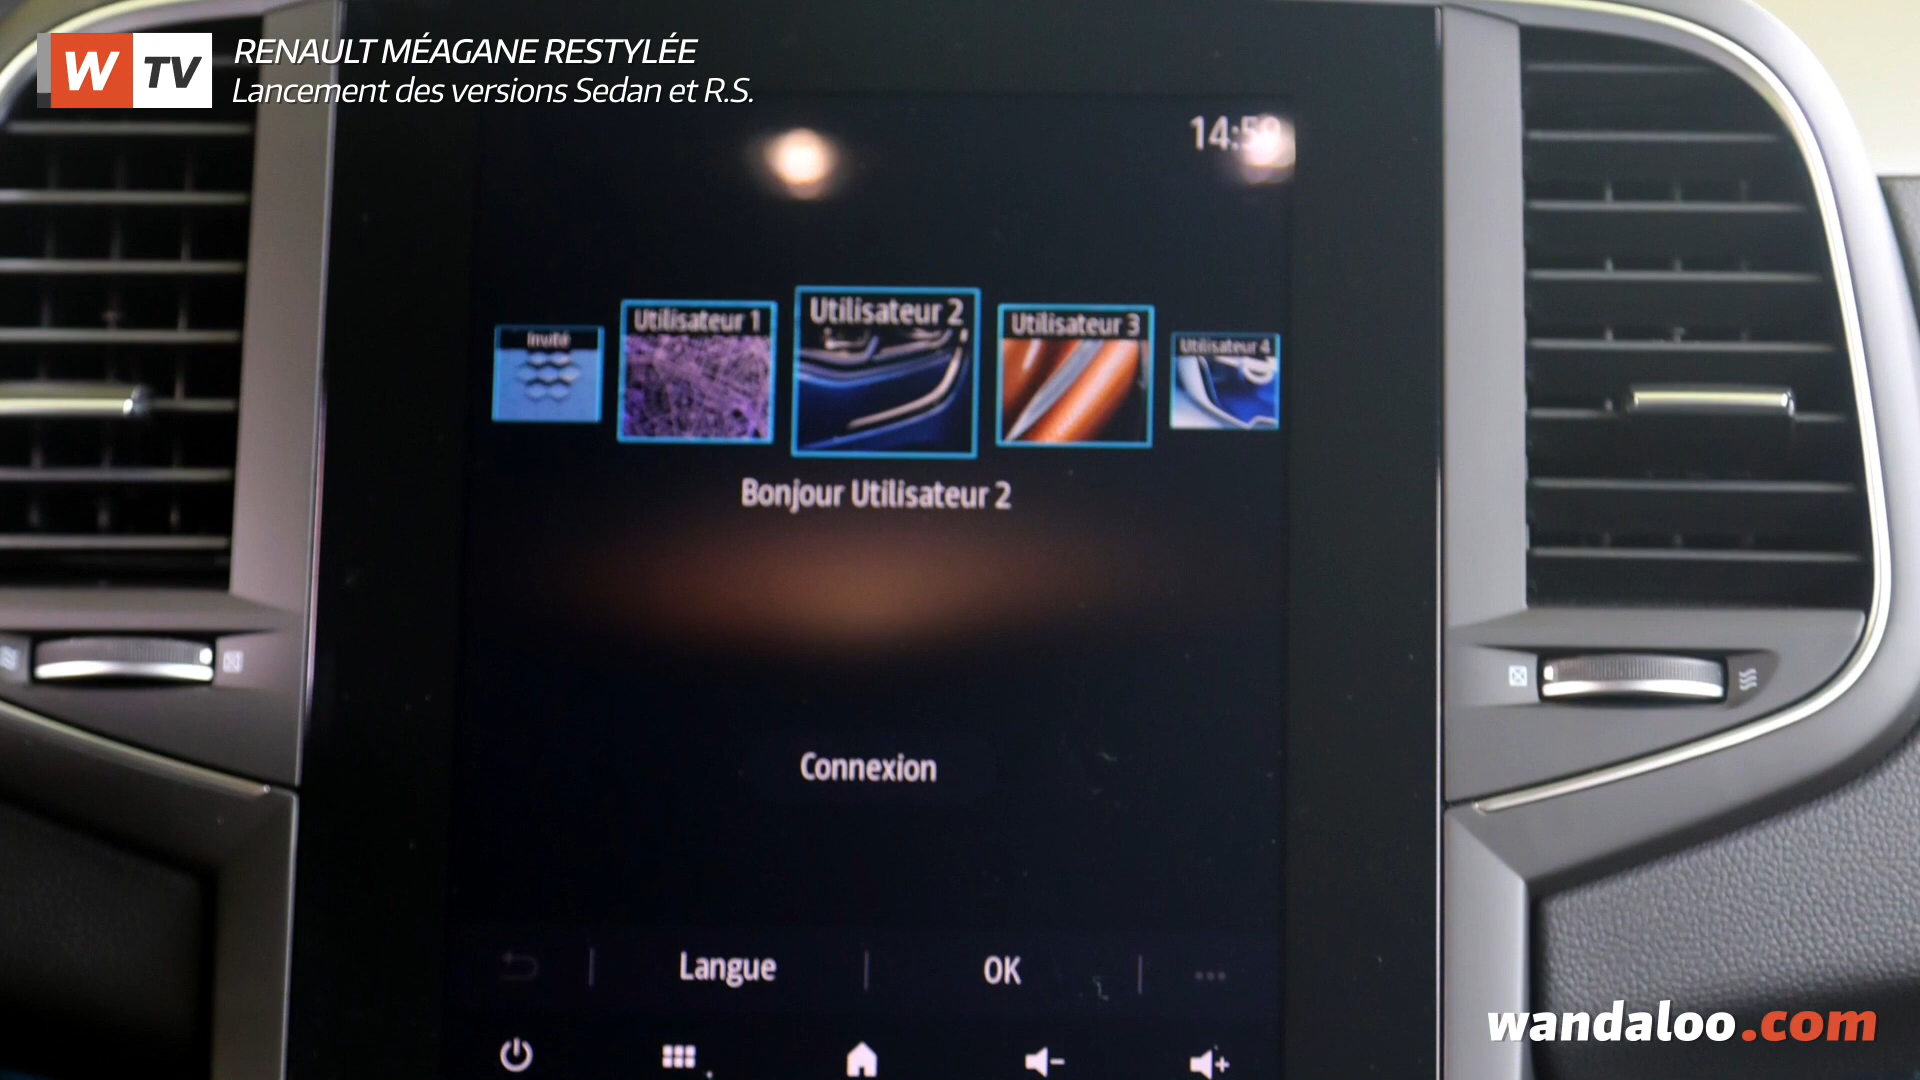 W TV
RENAULT MÉAGANE RESTYLÉE
Lancement des versions Sedan et R.S.
Invité
Utilisateur 1
Utilisateur 2
Utilisateur 3
Utilisateur 4
Bonjour Utilisateur 2
Connexion
Langue
OK
wandaloo.com